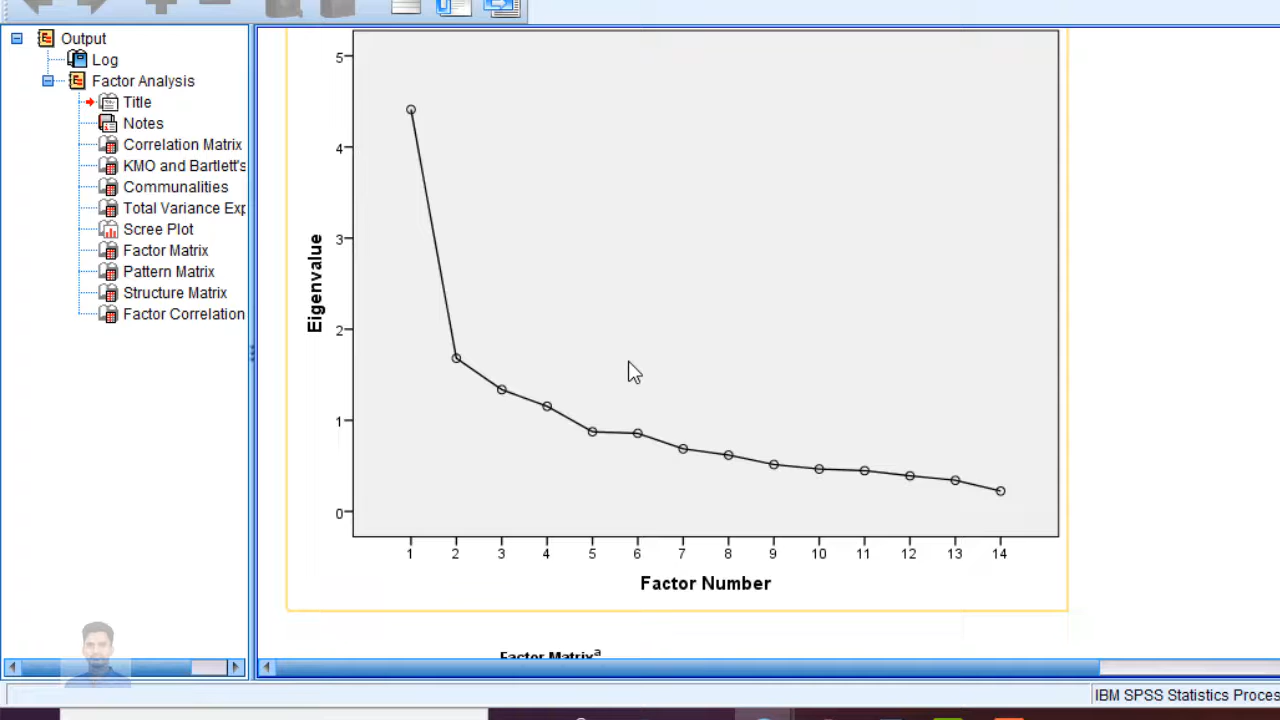 Output
Log
Factor Analysis
Title
Notes
Correlation Matrix
KMO and Bartlett's
Communalities
Total Variance Exp
Scree Plot
Factor Matrix
Pattern Matrix
Structure Matrix
Factor Correlation
Eigenvalue
5
4
3
2
1
0
1 2 3 4 5 6 7 8 9 10 11 12 13 14
Factor Number
Factor Matrixa
IBM SPSS Statistics Proces